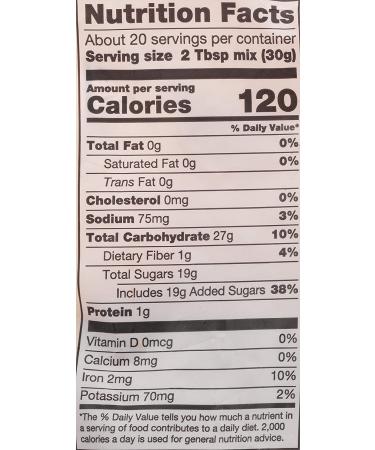 Nutrition Facts
About 20 servings per container
Serving size 2 Tbsp mix (30g)
Amount per serving
Calories 120
% Daily Value*
Total Fat 0g 0%
Saturated Fat 0g 0%
Trans Fat 0g
Cholesterol 0mg 0%
Sodium 75mg 3%
Total Carbohydrate 27g 10%
Dietary Fiber 1g 4%
Total Sugars 19g
Includes 19g Added Sugars 38%
Protein 1g
Vitamin D 0mcg 0%
Calcium 8mg 0%
Iron 2mg 10%
Potassium 70mg 2%
*The % Daily Value tells you how much a nutrient in
a serving of food contributes to a daily diet. 2,000
calories a day is used for general nutrition advice.